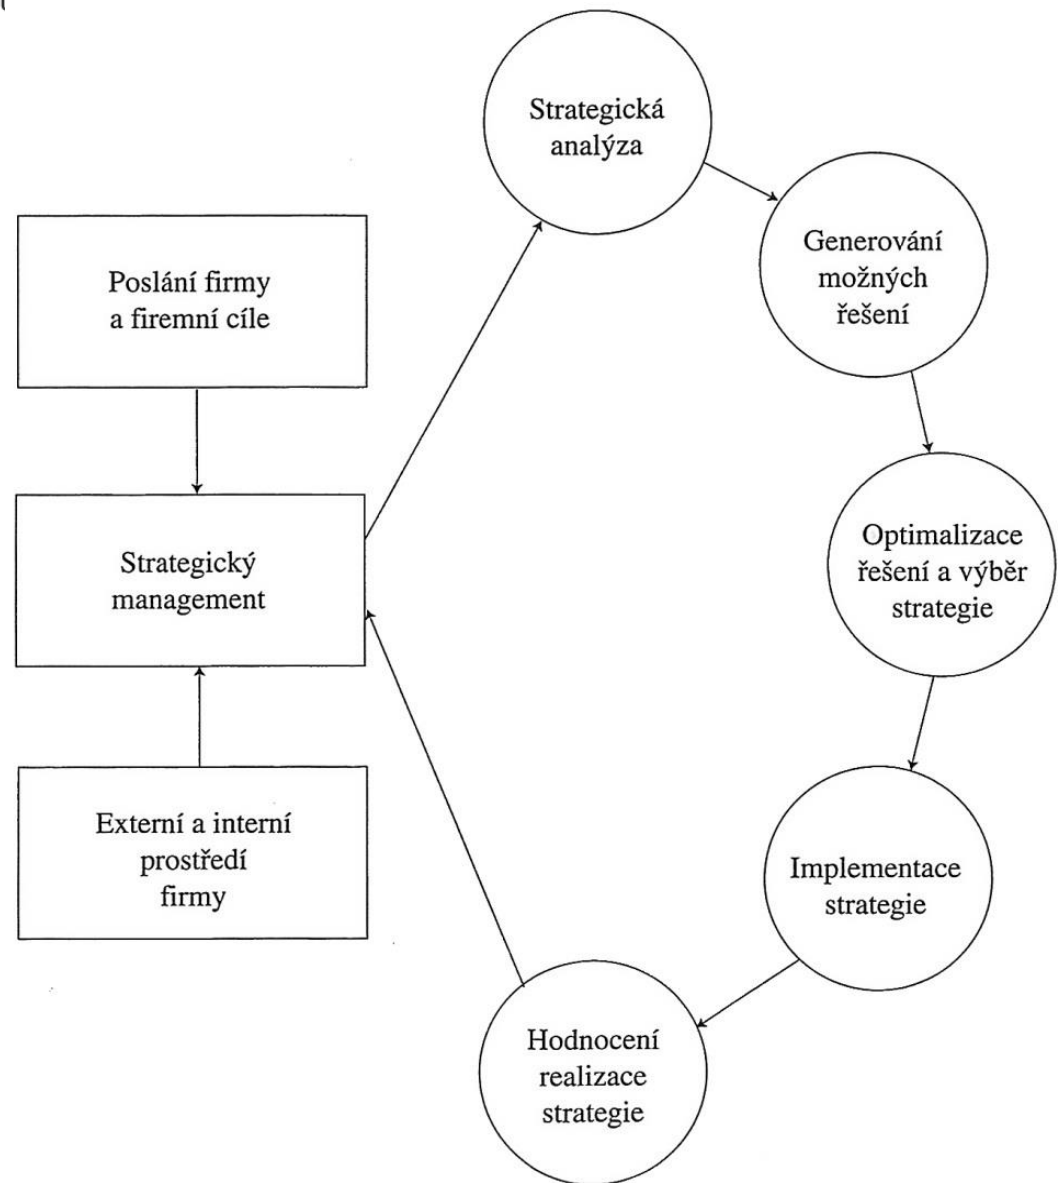 Strategická
analýza
Generování
možných
řešení
Poslání firmy
a firemní cíle
Strategický
management
Optimalizace
řešení a výběr
strategie
Externí a interní
prostředí
firmy
Implementace
strategie
Hodnocení
realizace
strategie